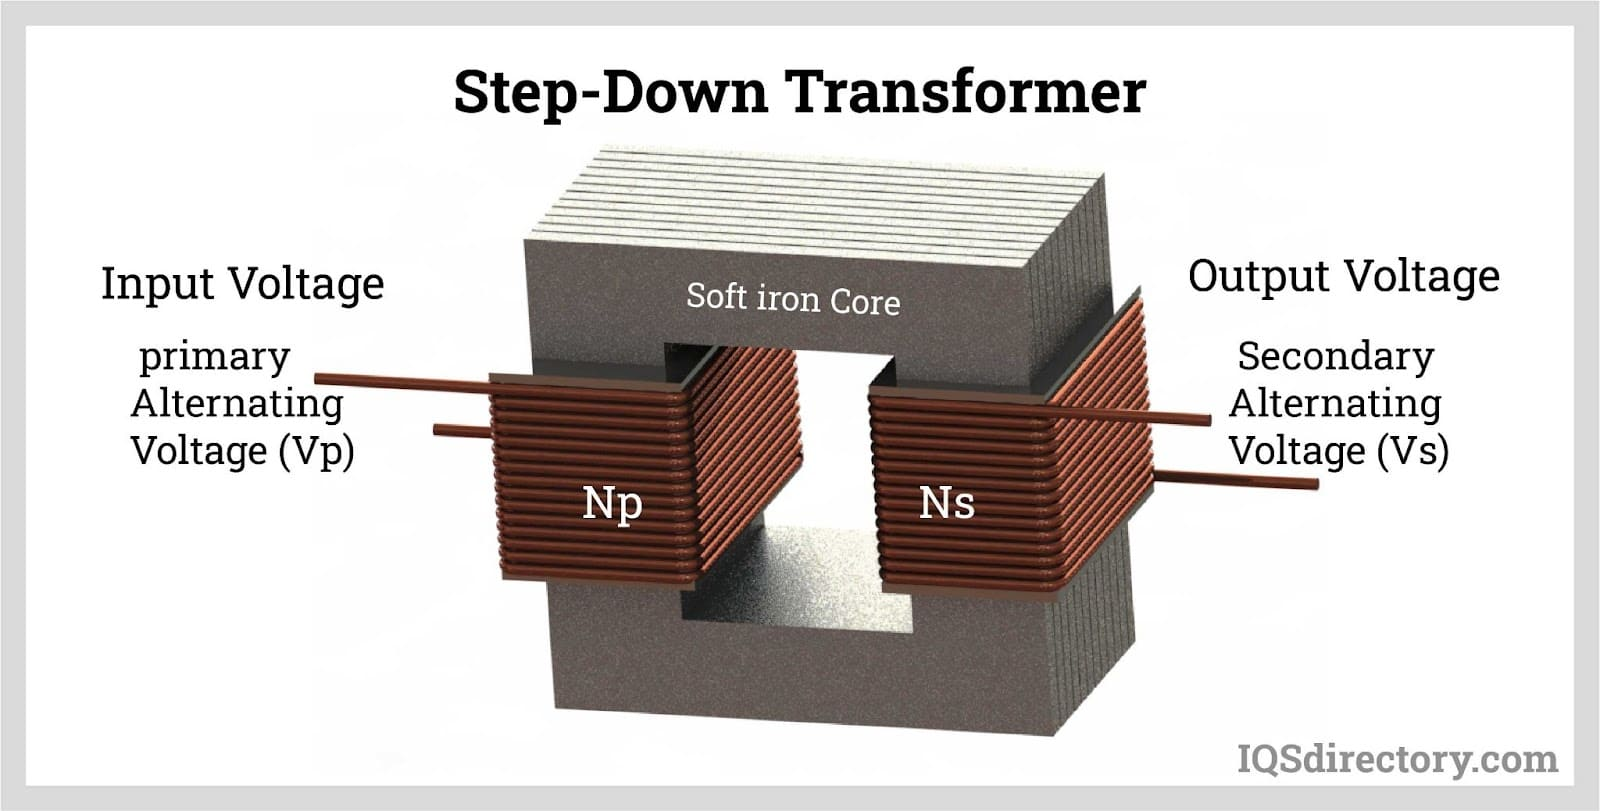 Step-Down Transformer
Input Voltage
primary
Alternating
Voltage (Vp)
Soft iron Core
Np
Ns
Output Voltage
Secondary
Alternating
Voltage (Vs)
IQSdirectory.com